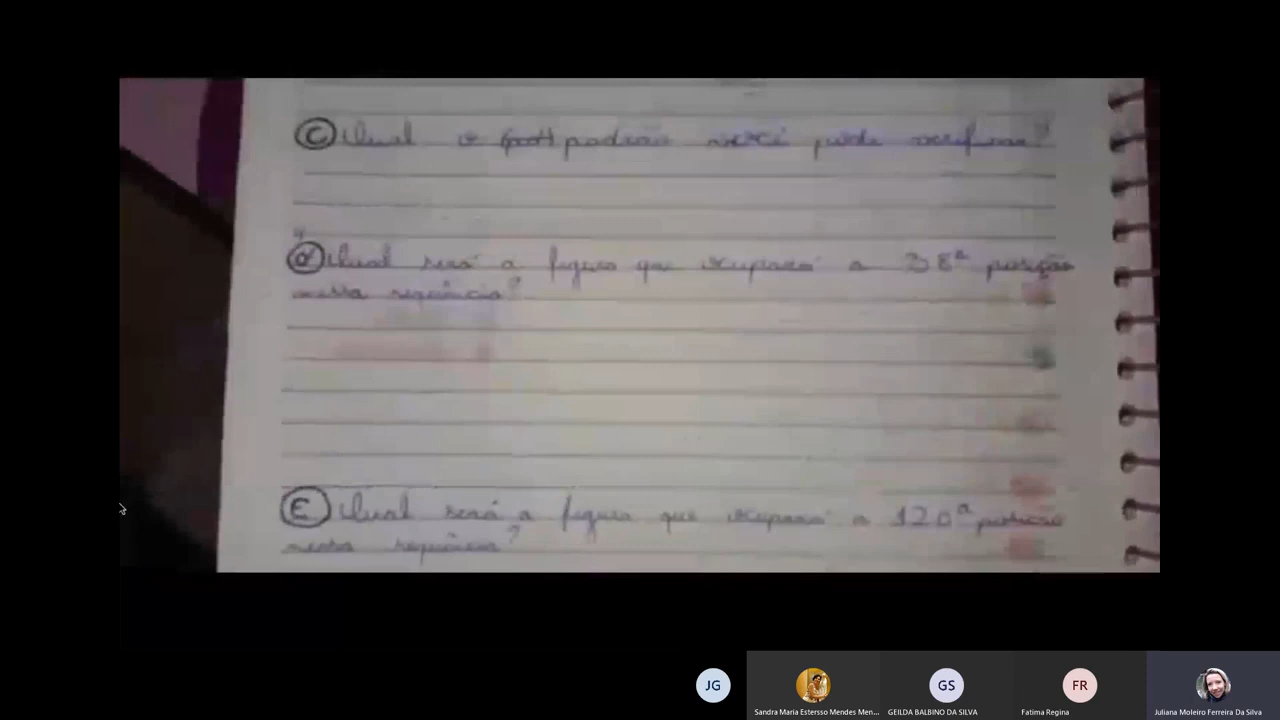 C Qual o padrão você pode verificar?
D Qual será a figura que ocupará a 38ª posição
nessa sequência?
E Qual será a figura que ocupará a 120ª posição
nessa sequência?
JG
GS
FR
Sandra Maria Estersso Mendes Men...
GEILDA BALBINO DA SILVA
Fatima Regina
Juliana Moleiro Ferreira Da Silva